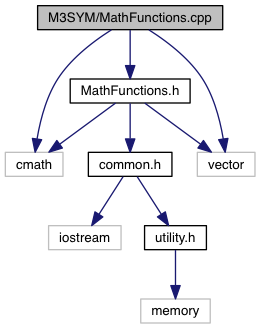 M3SYM/MathFunctions.cpp
MathFunctions.h
cmath
common.h
vector
iostream
utility.h
memory